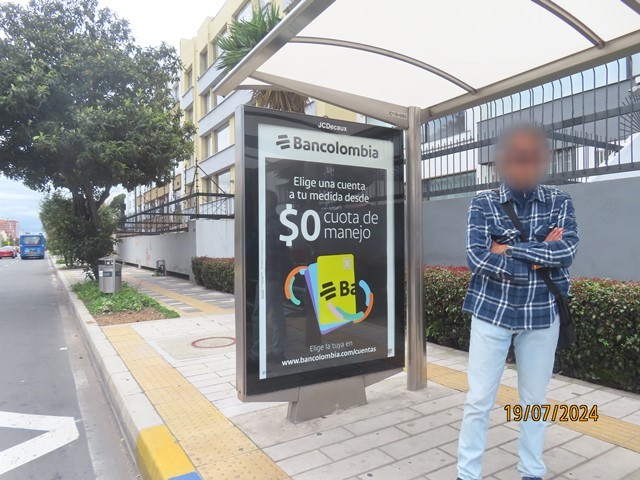 JCDecaux
Bancolombia
Elige una cuenta
a tu medida desde
$0 cuota de
manejo
Ba
Elige la tuya en
www.bancolombia.com/cuentas
19/07/2024